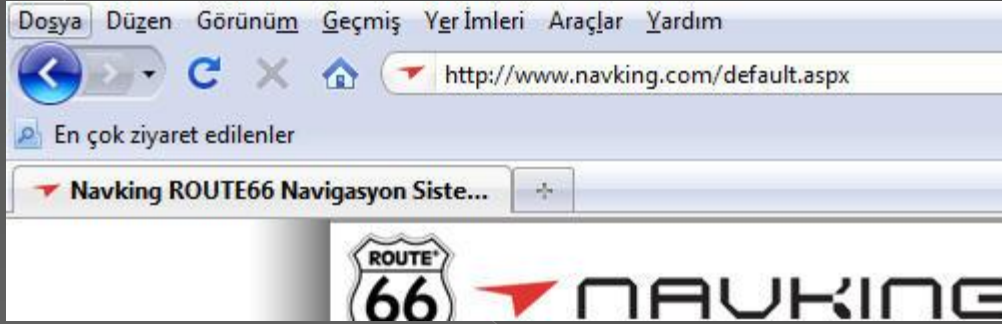 Dosya Düzen Görünüm Geçmiş Yer İmleri Araçlar Yardım
http://www.navking.com/default.aspx
En çok ziyaret edilenler
Navking ROUTE66 Navigasyon Siste...
ROUTE
66 NAVKING